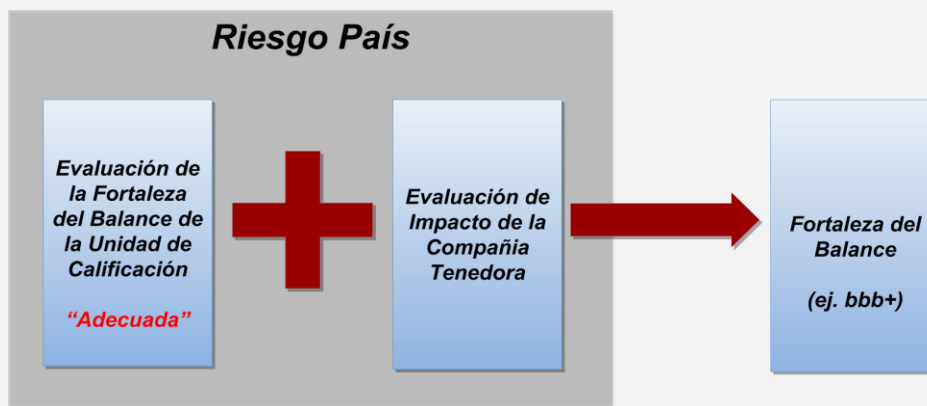 Riesgo País
Evaluación de
la Fortaleza
del Balance de
la Unidad de
Calificación
“Adecuada”
Evaluación de
Impacto de la
Compañia
Tenedora
Fortaleza del
Balance
(ej. bbb+)